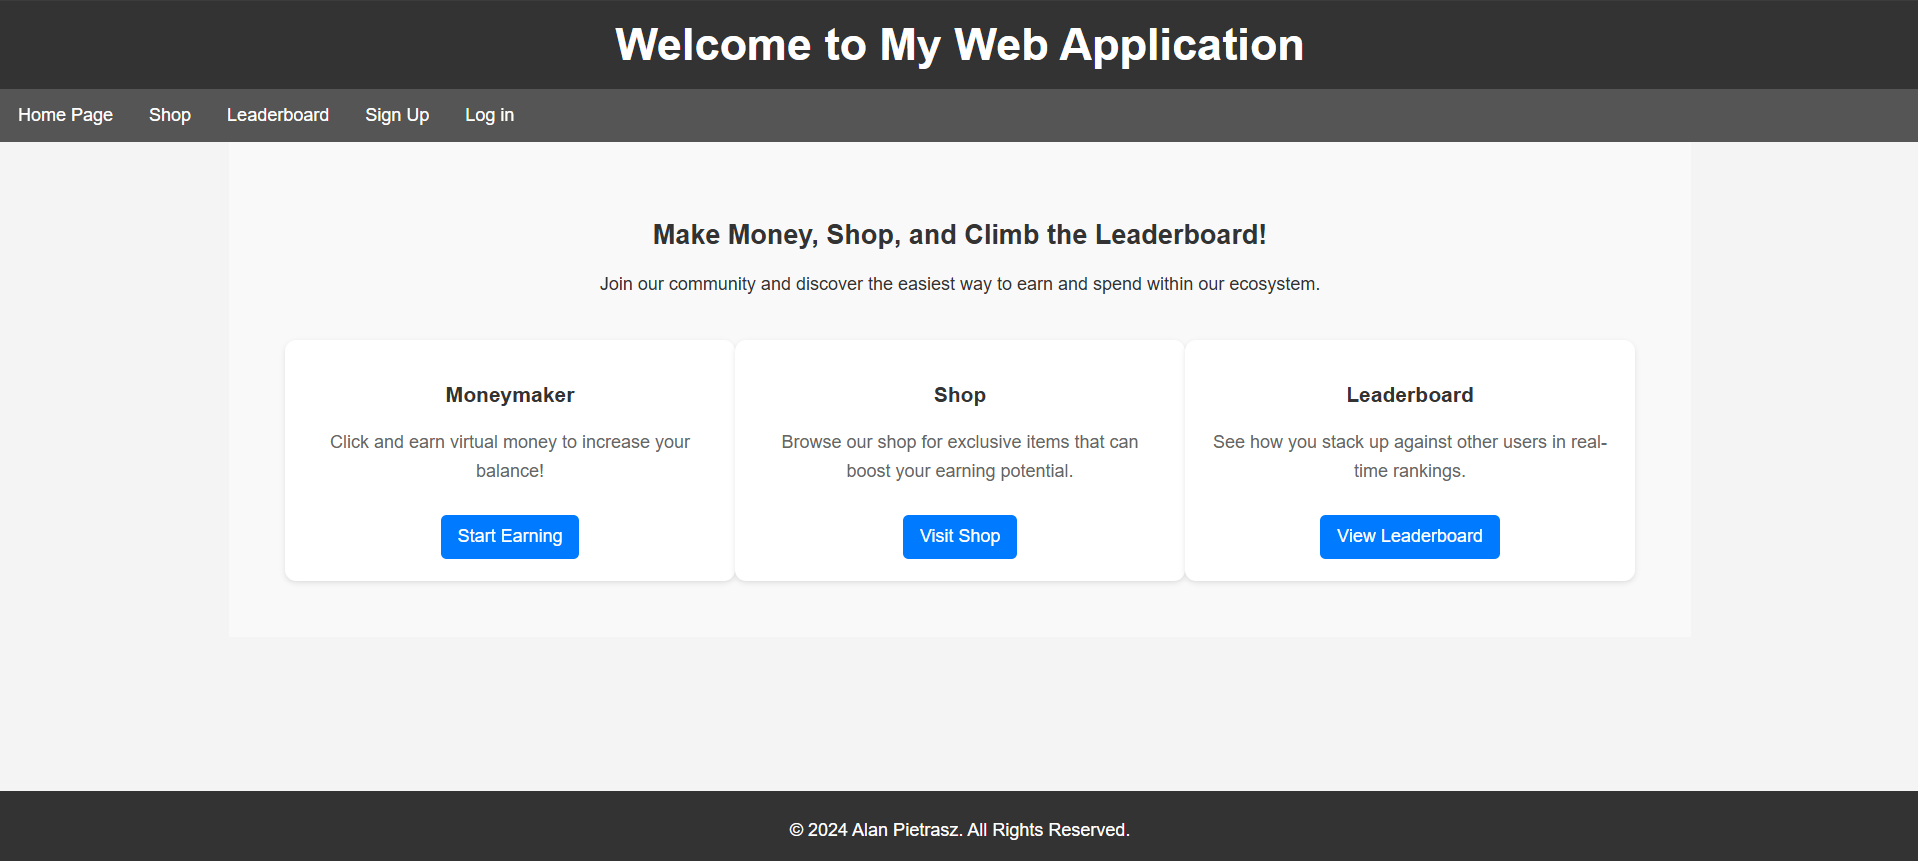 Welcome to My Web Application
Home Page Shop Leaderboard Sign Up Log in
Make Money, Shop, and Climb the Leaderboard!
Join our community and discover the easiest way to earn and spend within our ecosystem.
Moneymaker
Click and earn virtual money to increase your
balance!
Start Earning
Shop
Browse our shop for exclusive items that can
boost your earning potential.
Visit Shop
Leaderboard
See how you stack up against other users in real-
time rankings.
View Leaderboard
© 2024 Alan Pietrasz. All Rights Reserved.